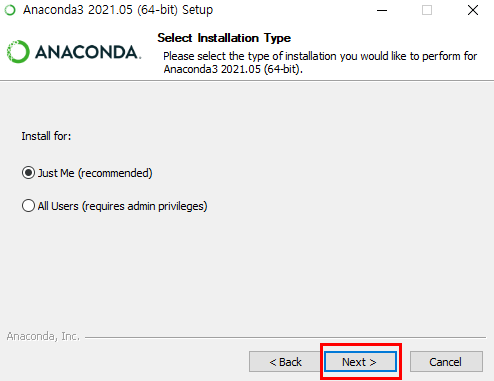 Anaconda3 2021.05 (64-bit) Setup
Select Installation Type
Please select the type of installation you would like to perform for
Anaconda3 2021.05 (64-bit).
ANACONDA.
Install for:
Just Me (recommended)
All Users (requires admin privileges)
Anaconda, Inc.
< Back
Next >
Cancel